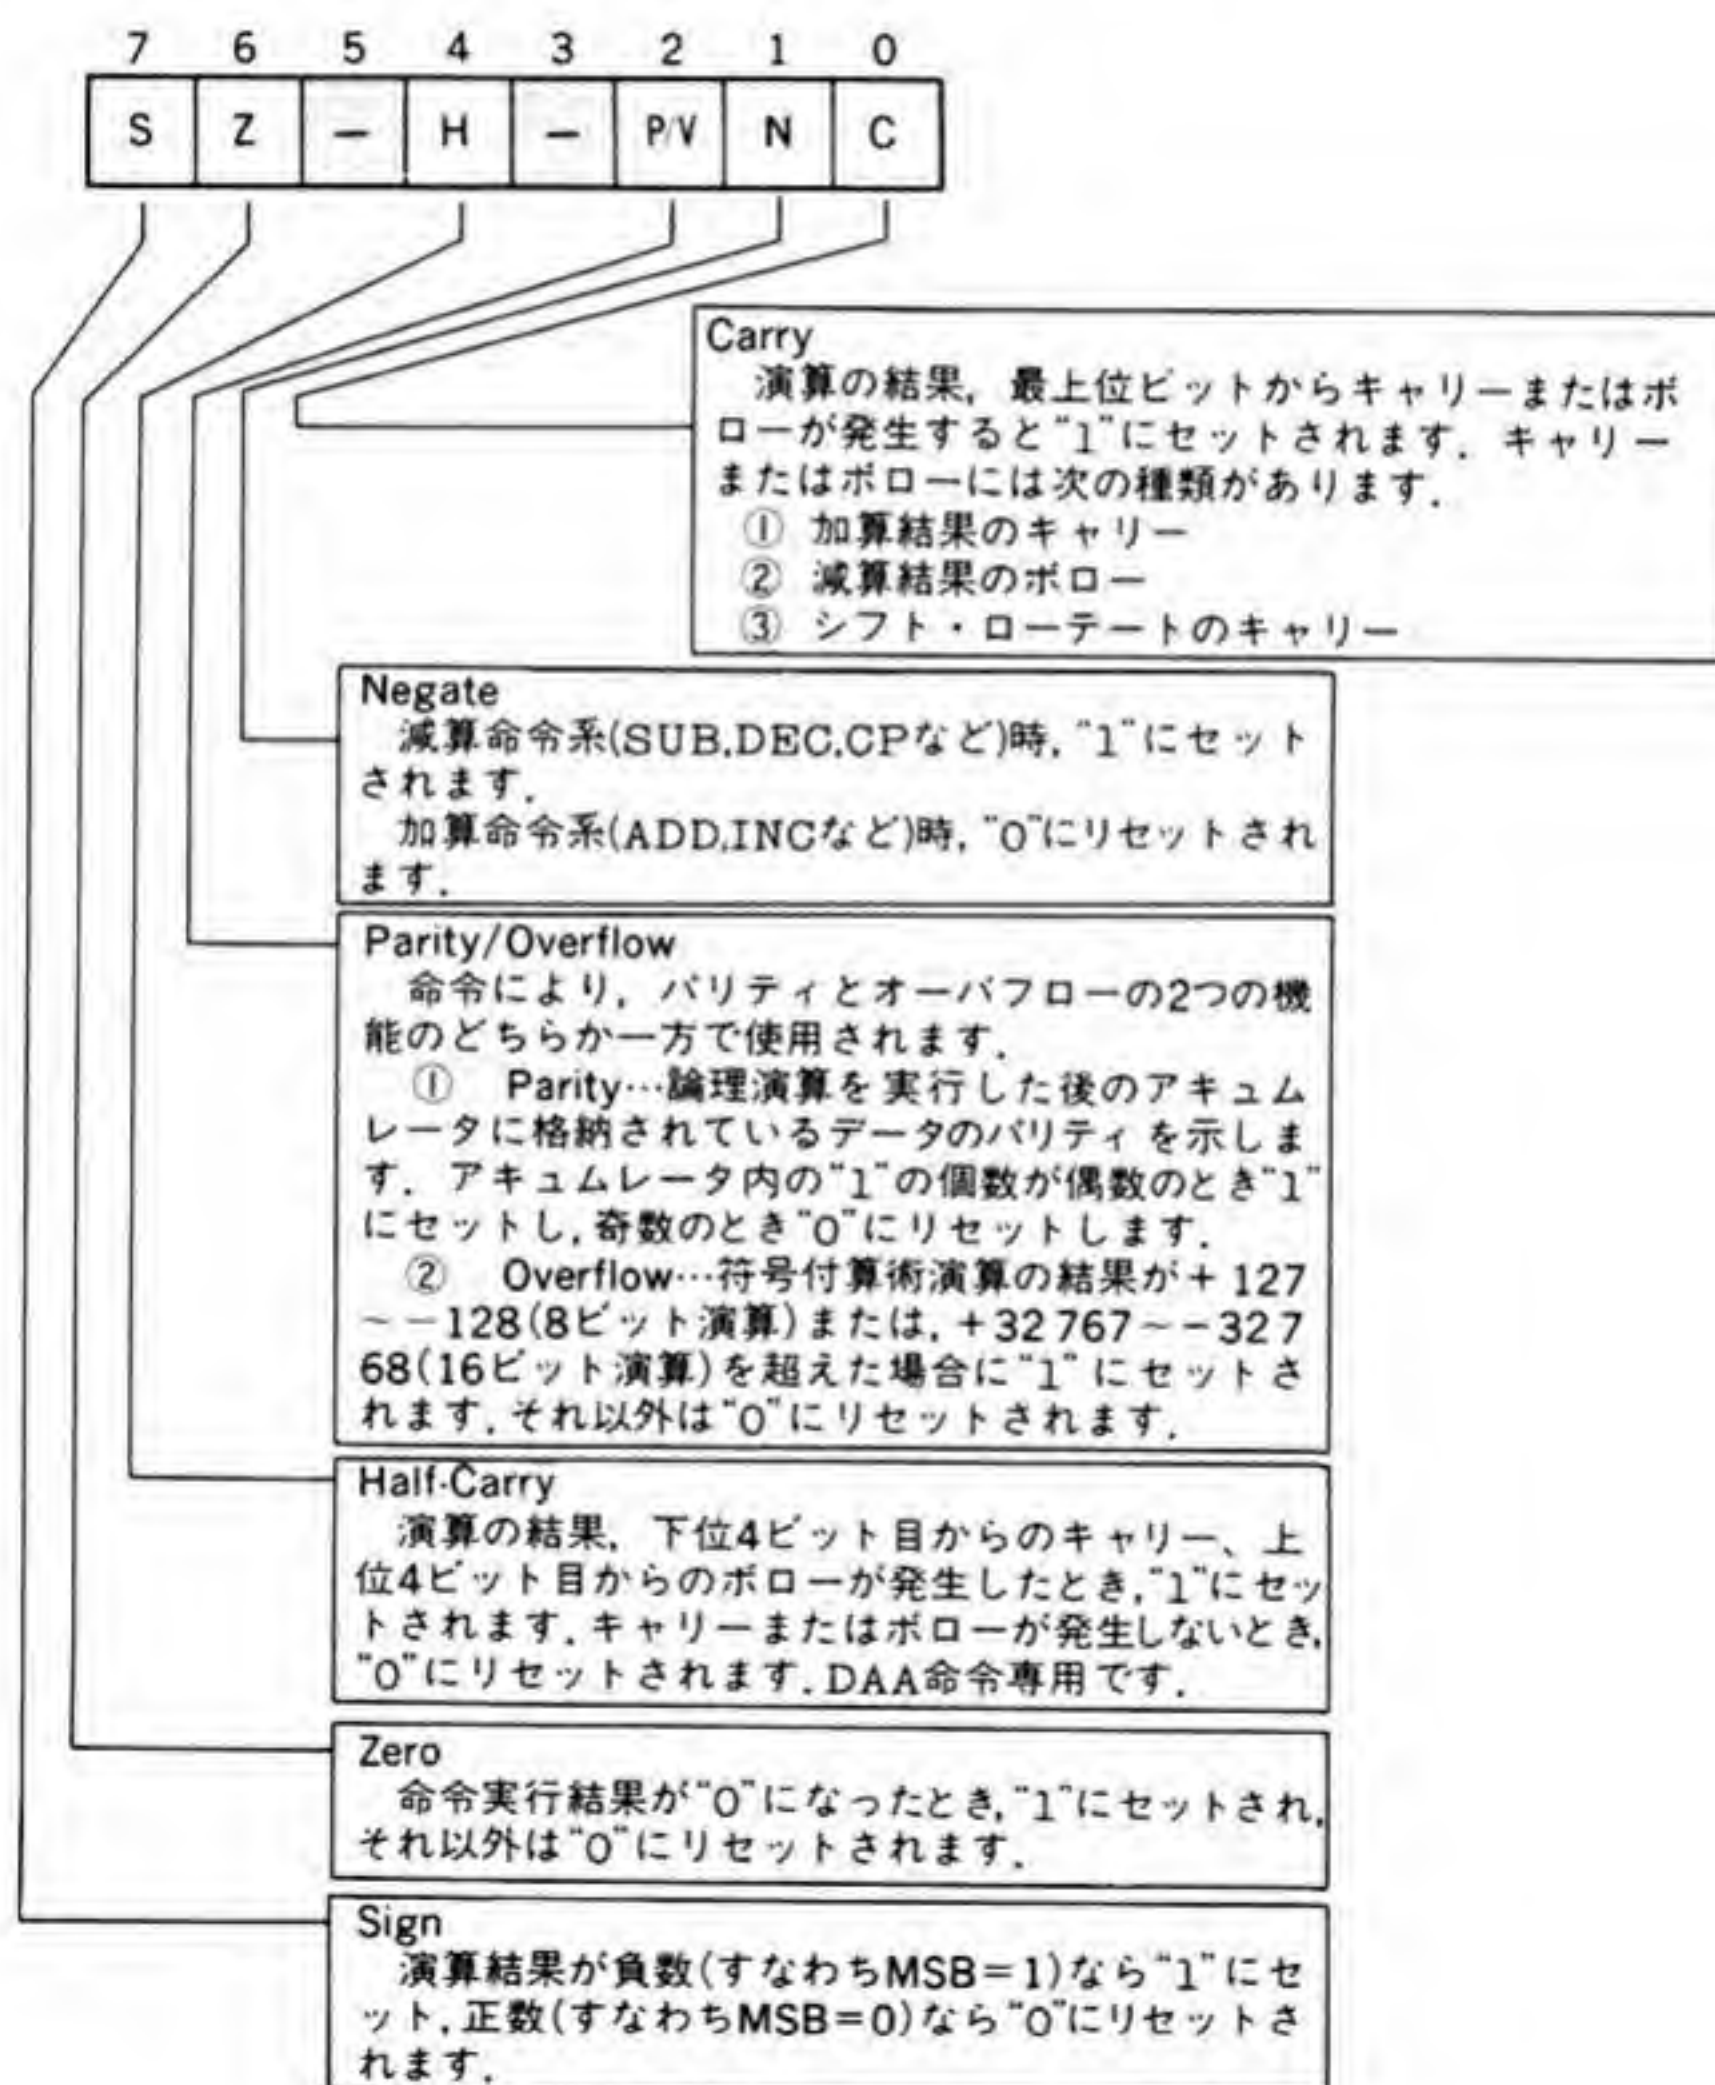 7 6 5 4 3 2 1 0
S Z − H − P/V N C
Carry
演算の結果，最上位ビットからキャリーまたはボ
ローが発生すると"1"にセットされます．キャリー
またはボローには次の種類があります．
① 加算結果のキャリー
② 減算結果のボロー
③ シフト・ローテートのキャリー
Negate
減算命令系(SUB,DEC,CPなど)時，"1"にセット
されます．
加算命令系(ADD,INCなど)時，"0"にリセットされ
ます．
Parity/Overflow
命令により，パリティとオーバフローの2つの機
能のどちらか一方で使用されます．
① Parity…論理演算を実行した後のアキュム
レータに格納されているデータのパリティを示しま
す．アキュムレータ内の"1"の個数が偶数のとき"1"
にセットし，奇数のとき"0"にリセットします．
② Overflow…符号付算術演算の結果が＋127
～－128(8ビット演算)または，＋32767～－327
68(16ビット演算)を超えた場合に"1"にセットさ
れます．それ以外は"0"にリセットされます．
Half-Carry
演算の結果，下位4ビット目からのキャリー、上
位4ビット目からのボローが発生したとき，"1"にセッ
トされます．キャリーまたはボローが発生しないとき，
"0"にリセットされます．DAA命令専用です．
Zero
命令実行結果が"0"になったとき，"1"にセットされ，
それ以外は"0"にリセットされます．
Sign
演算結果が負数(すなわちMSB＝1)なら"1"にセ
ット，正数(すなわちMSB＝0)なら"0"にリセットさ
れます．